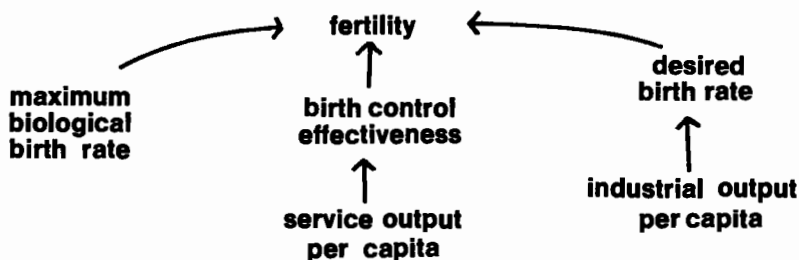 fertility
maximum
biological
birth rate
birth control
effectiveness
desired
birth rate
service output
per capita
industrial output
per capita